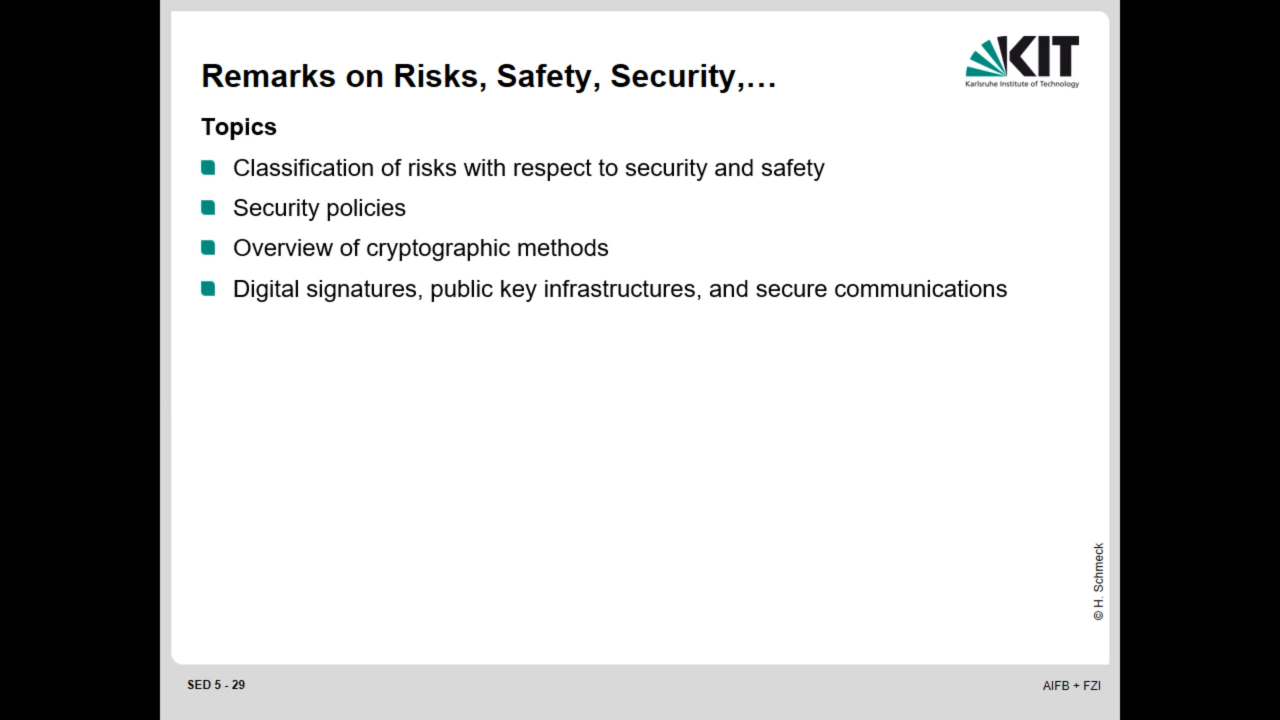 KIT
Karlsruhe Institute of Technology
Remarks on Risks, Safety, Security,…
Topics
Classification of risks with respect to security and safety
Security policies
Overview of cryptographic methods
Digital signatures, public key infrastructures, and secure communications
© H. Schmeck
SED 5 - 29
AIFB + FZI